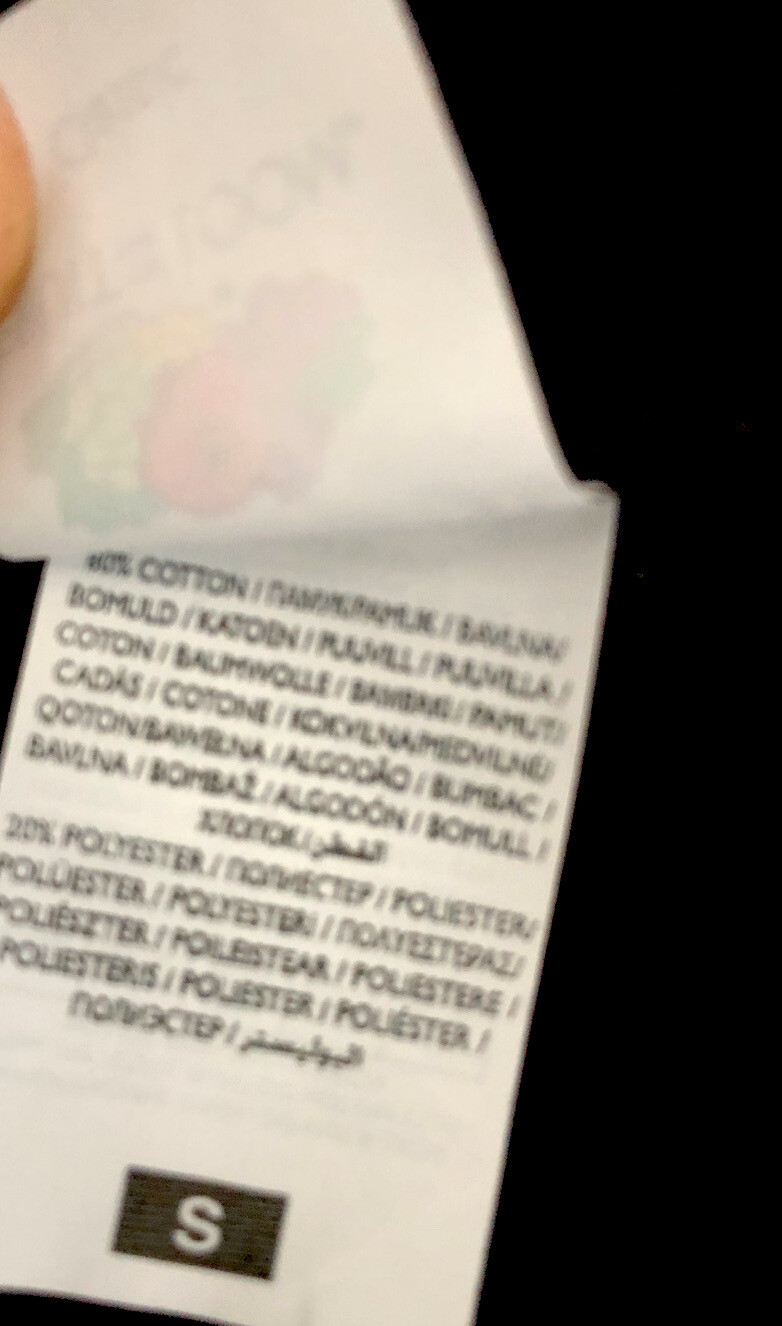 80% COTTON / ПАМУК/PAMUK / BAVLNA/
BOMULD / KATOEN / PUUVILL / PUUVILLA /
COTON / BAUMWOLLE / ΒΑΜΒΑΚΙ / PAMUT/
CADÁS / COTONE / KOKVILNA/MEDVILNĖ/
QOTON/BAWEŁNA / ALGODÃO / BUMBAC /
BAVLNA / BOMBAŽ / ALGODÓN / BOMULL /
ХЛОПОК / القطن
20% POLYESTER / ПОЛИЕСТЕР / POLIESTER/
POLÜESTER / POLYESTERI / ΠΟΛΥΕΣΤΕΡΑΣ/
POLIÉSZTER / POILEISTEAR / POLIESTERE /
POLIESTERIS / POLIESTER / POLIÉSTER /
ПОЛИЭСТЕР / البوليستر
S